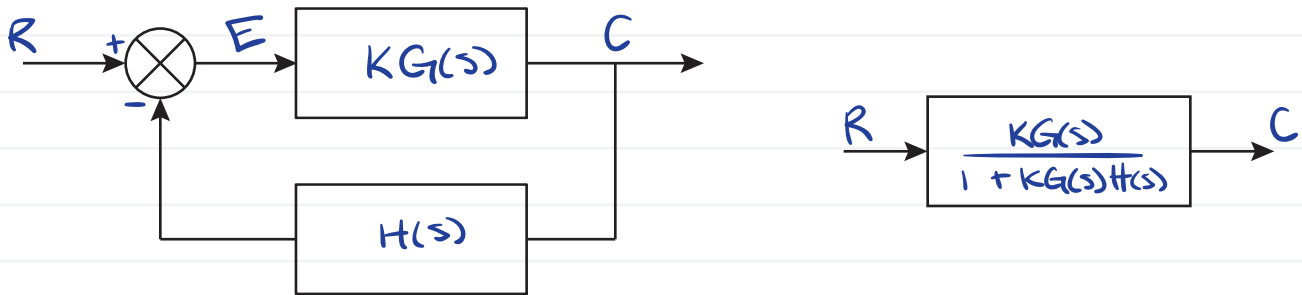 R + E KG(s) C
-
H(s)
R KG(s) C
1 + KG(s)H(s)